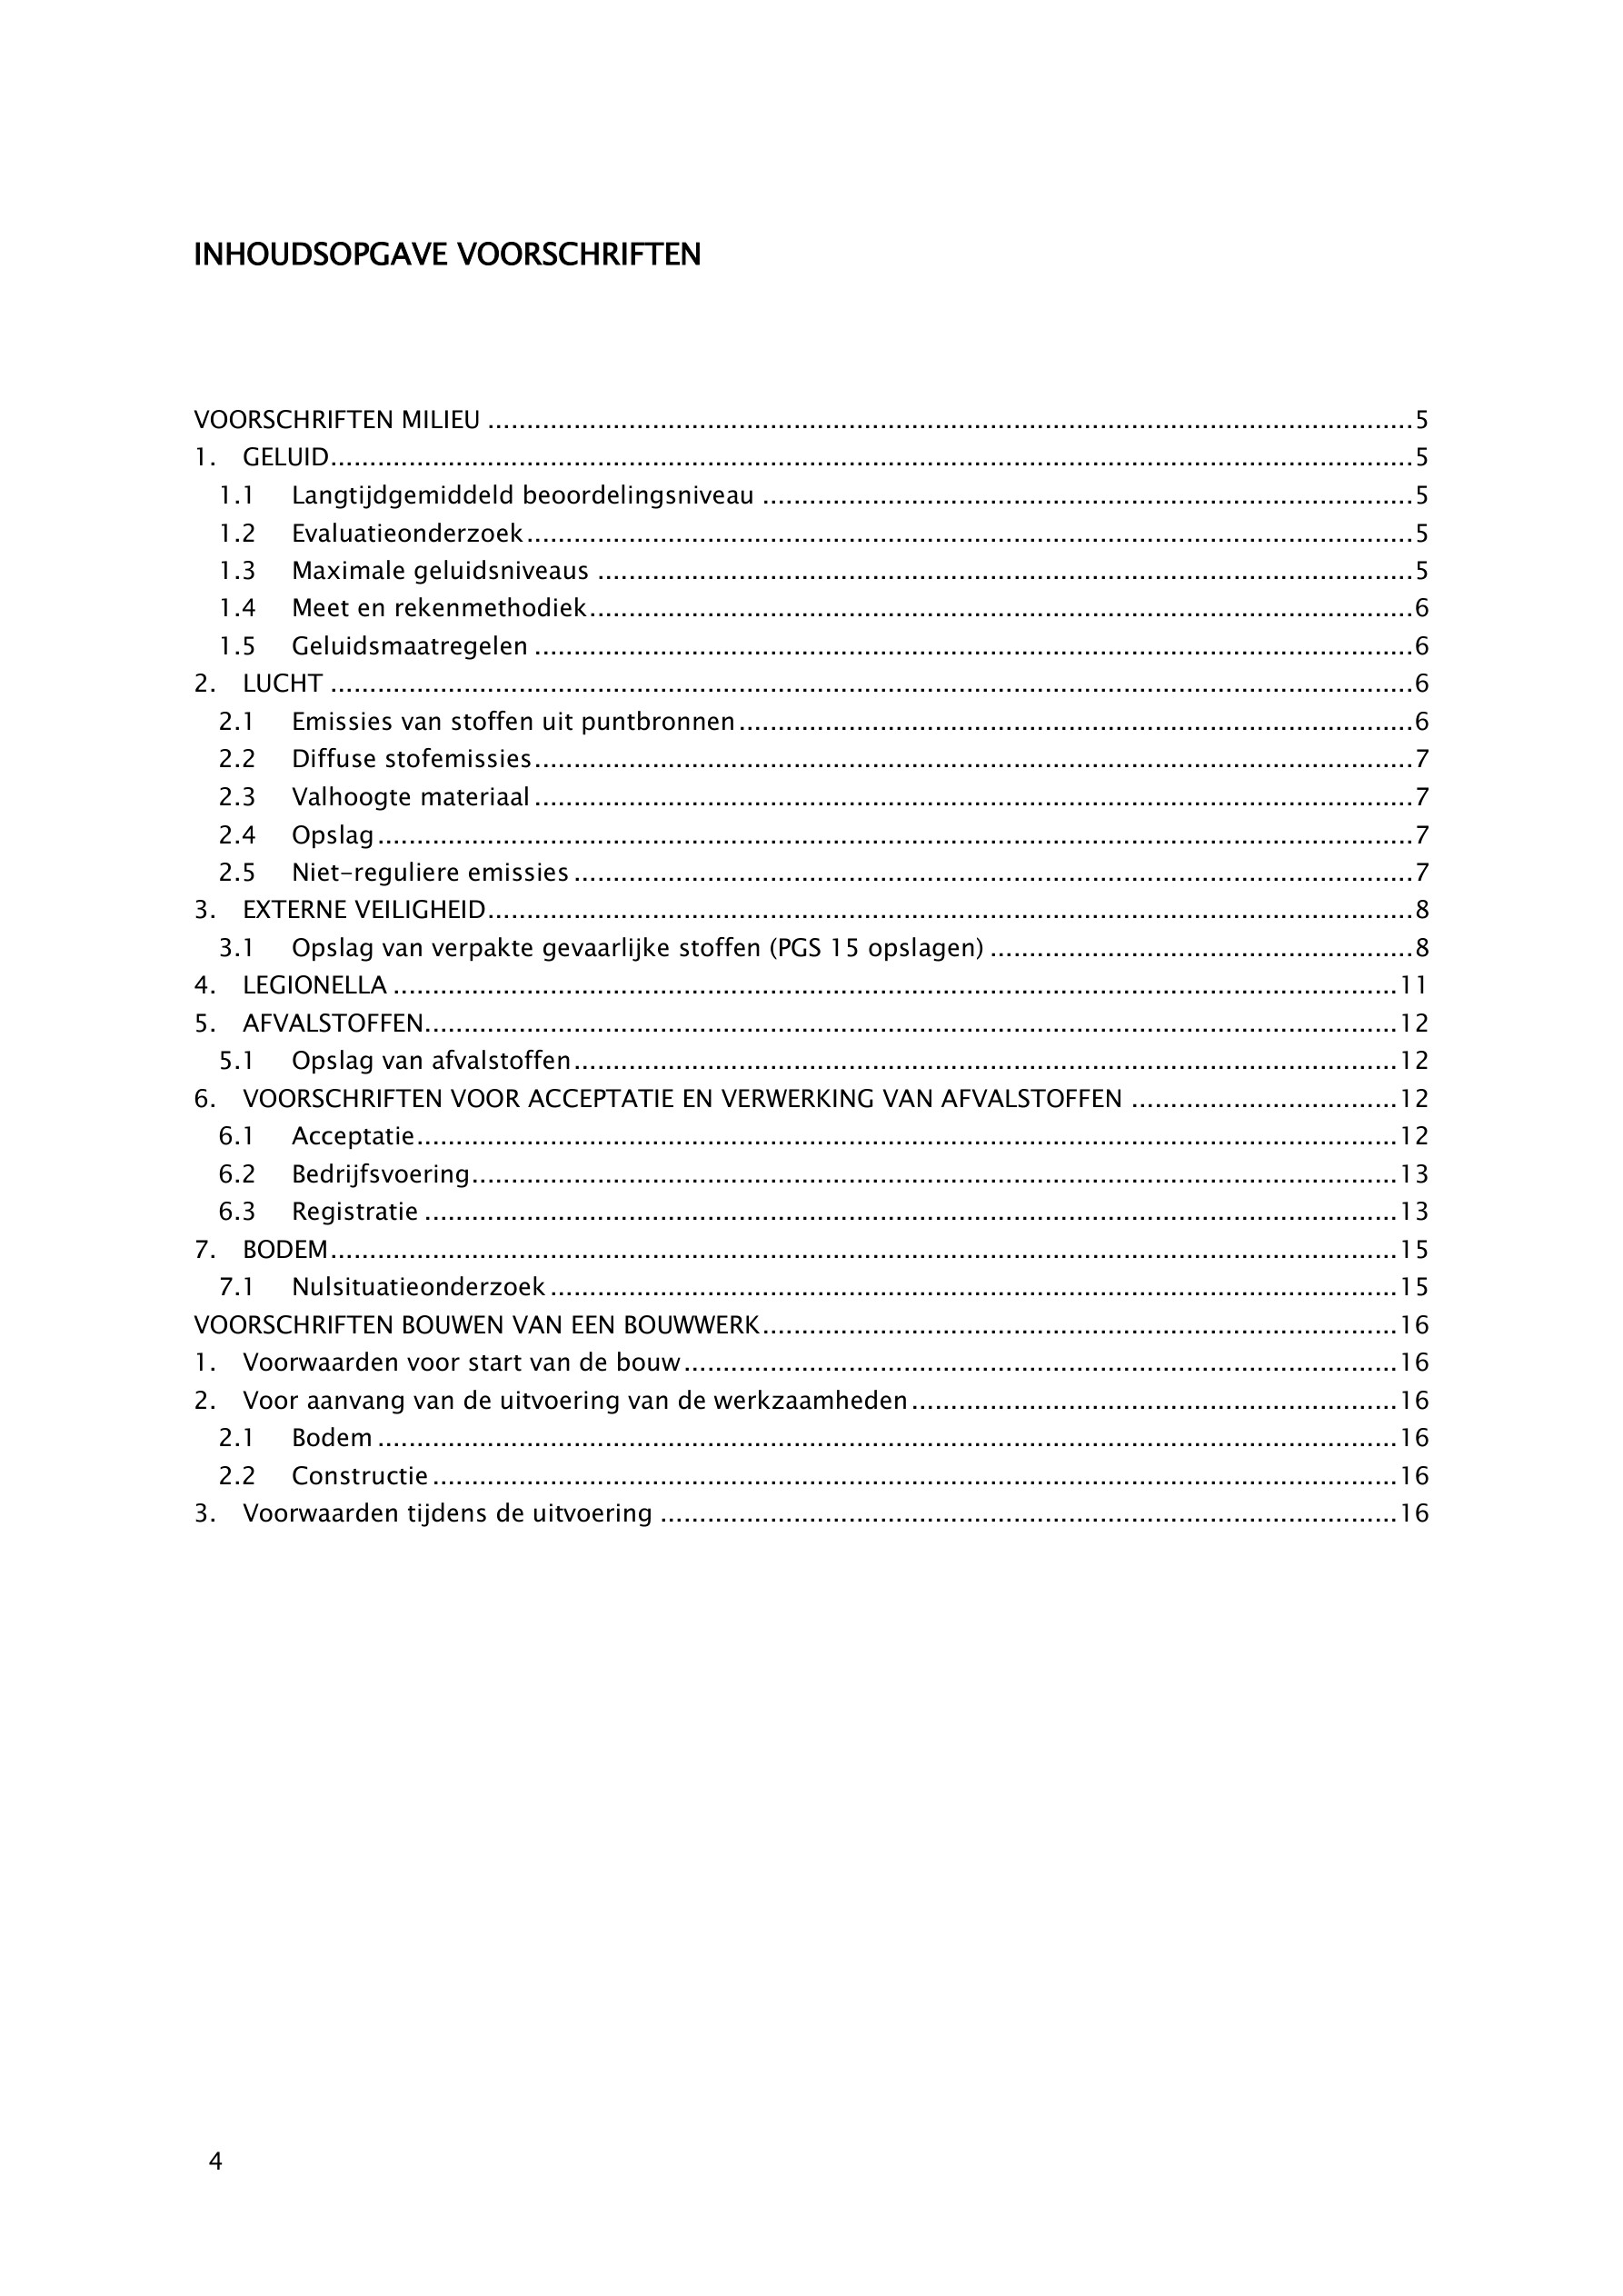 INHOUDSOPGAVE VOORSCHRIFTEN
VOORSCHRIFTEN MILIEU ........ 5
1. GELUID ........ 5
1.1 Langtijdgemiddeld beoordelingsniveau ........ 5
1.2 Evaluatieonderzoek ........ 5
1.3 Maximale geluidsniveaus ........ 5
1.4 Meet en rekenmethodiek ........ 6
1.5 Geluidsmaatregelen ........ 6
2. LUCHT ........ 6
2.1 Emissies van stoffen uit puntbronnen ........ 6
2.2 Diffuse stofemissies ........ 7
2.3 Valhoogte materiaal ........ 7
2.4 Opslag ........ 7
2.5 Niet-reguliere emissies ........ 7
3. EXTERNE VEILIGHEID ........ 8
3.1 Opslag van verpakte gevaarlijke stoffen (PGS 15 opslagen) ........ 8
4. LEGIONELLA ........ 11
5. AFVALSTOFFEN ........ 12
5.1 Opslag van afvalstoffen ........ 12
6. VOORSCHRIFTEN VOOR ACCEPTATIE EN VERWERKING VAN AFVALSTOFFEN ........ 12
6.1 Acceptatie ........ 12
6.2 Bedrijfsvoering ........ 13
6.3 Registratie ........ 13
7. BODEM ........ 15
7.1 Nulsituatieonderzoek ........ 15
VOORSCHRIFTEN BOUWEN VAN EEN BOUWWERK ........ 16
1. Voorwaarden voor start van de bouw ........ 16
2. Voor aanvang van de uitvoering van de werkzaamheden ........ 16
2.1 Bodem ........ 16
2.2 Constructie ........ 16
3. Voorwaarden tijdens de uitvoering ........ 16
4